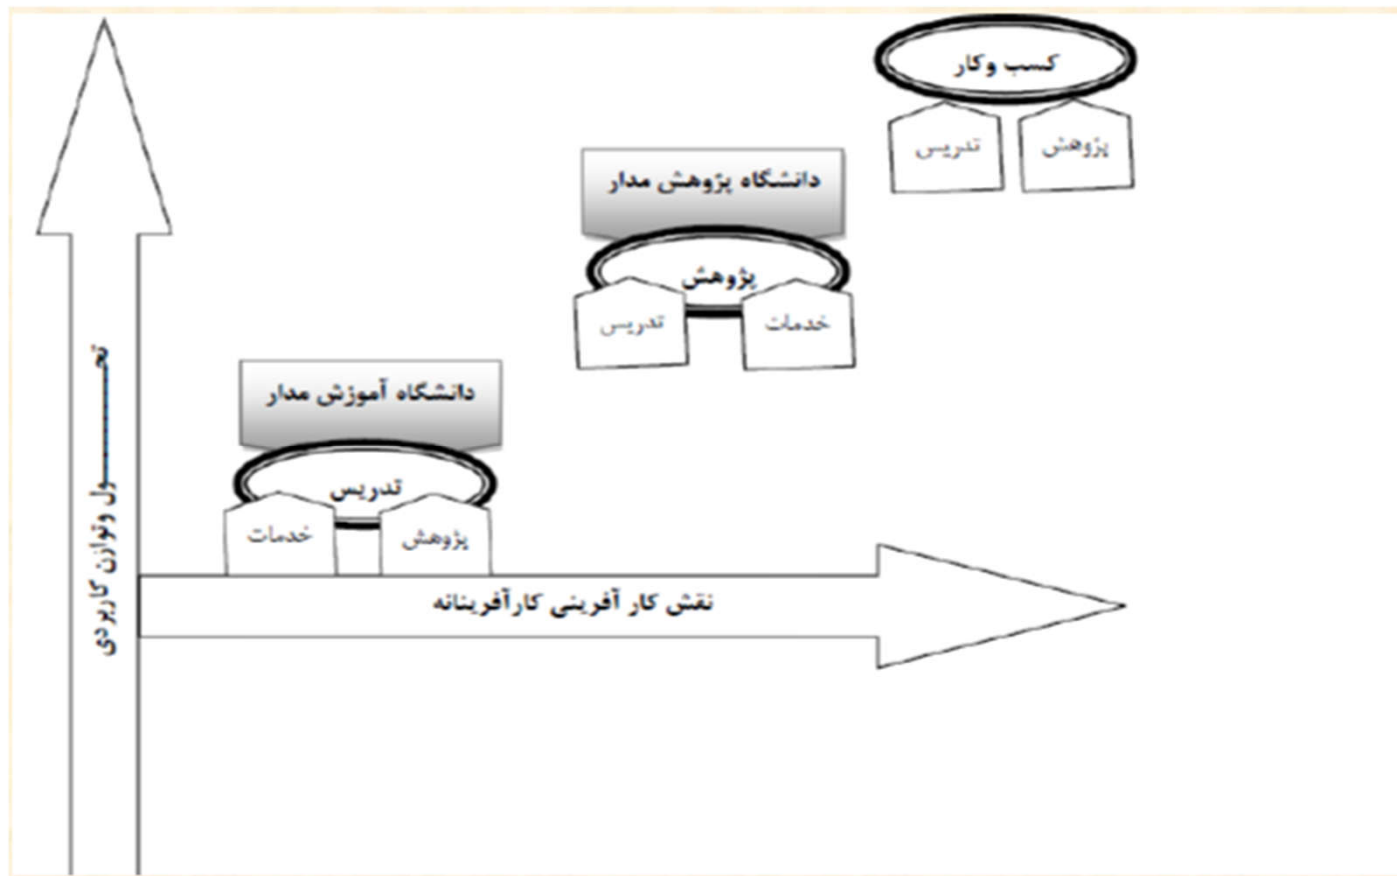 کسب وکار
تدریس
پژوهش
دانشگاه پژوهش مدار
پژوهش
تدریس
خدمات
دانشگاه آموزش مدار
تدریس
خدمات
پژوهش
نقش کار آفرینی کارآفرینانه
تحـــــــــــول وتوازن کاربردی